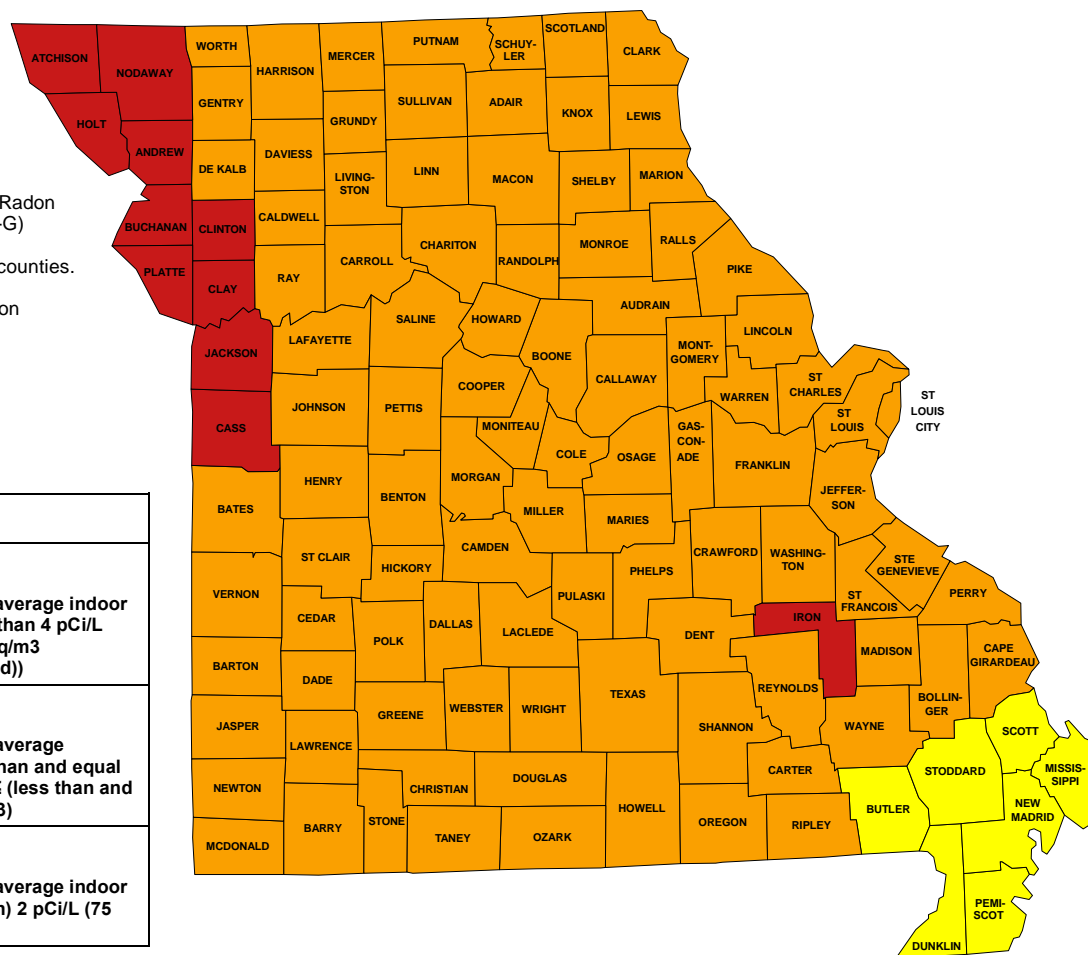 Radon
-G)
counties.
on
average indoor
than 4 pCi/L
q/m3
d))
average
han and equal
E (less than and
3)
average indoor
n) 2 pCi/L (75
ATCHISON
NODAWAY
WORTH
HARRISON
MERCER
PUTNAM
SCHUY-
LER
SCOTLAND
CLARK
HOLT
GENTRY
GRUNDY
SULLIVAN
ADAIR
KNOX
LEWIS
ANDREW
DE KALB
DAVIESS
LIVING-
STON
LINN
MACON
SHELBY
MARION
BUCHANAN
CLINTON
CALDWELL
CHARITON
RANDOLPH
MONROE
RALLS
PIKE
PLATTE
CLAY
RAY
CARROLL
AUDRAIN
SALINE
HOWARD
BOONE
LINCOLN
JACKSON
LAFAYETTE
CALLAWAY
MONT-
GOMERY
WARREN
ST
CHARLES
ST
LOUIS
ST
LOUIS
CITY
CASS
JOHNSON
PETTIS
COOPER
MONITEAU
COLE
OSAGE
GAS-
CON-
ADE
FRANKLIN
JEFFER-
SON
BATES
HENRY
BENTON
MORGAN
MILLER
MARIES
ST CLAIR
HICKORY
CAMDEN
PULASKI
PHELPS
CRAWFORD
WASHING-
TON
STE
GENEVIEVE
ST
FRANCOIS
PERRY
VERNON
CEDAR
POLK
DALLAS
LACLEDE
DENT
IRON
MADISON
CAPE
GIRARDEAU
BARTON
DADE
TEXAS
REYNOLDS
BOLLIN-
GER
JASPER
GREENE
WEBSTER
WRIGHT
SHANNON
WAYNE
SCOTT
LAWRENCE
CARTER
STODDARD
MISSIS-
SIPPI
NEWTON
CHRISTIAN
DOUGLAS
HOWELL
BUTLER
NEW
MADRID
MCDONALD
BARRY
STONE
TANEY
OZARK
OREGON
RIPLEY
PEMI-
SCOT
DUNKLIN